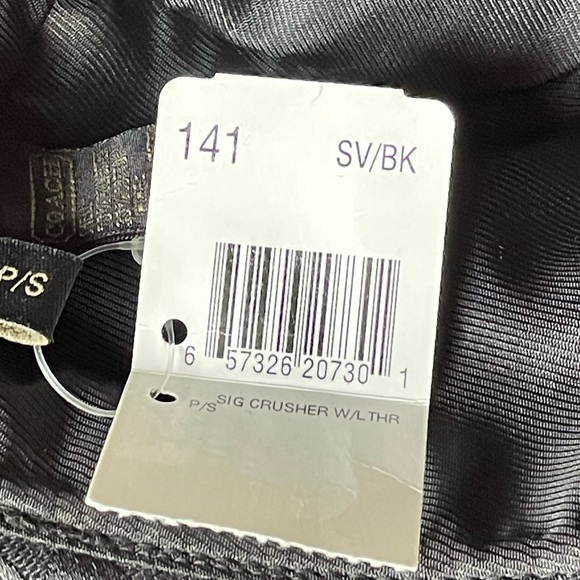 141 SV/BK
COACH
P/S
6 57326 20730 1
P/S SIG CRUSHER W/LTHR